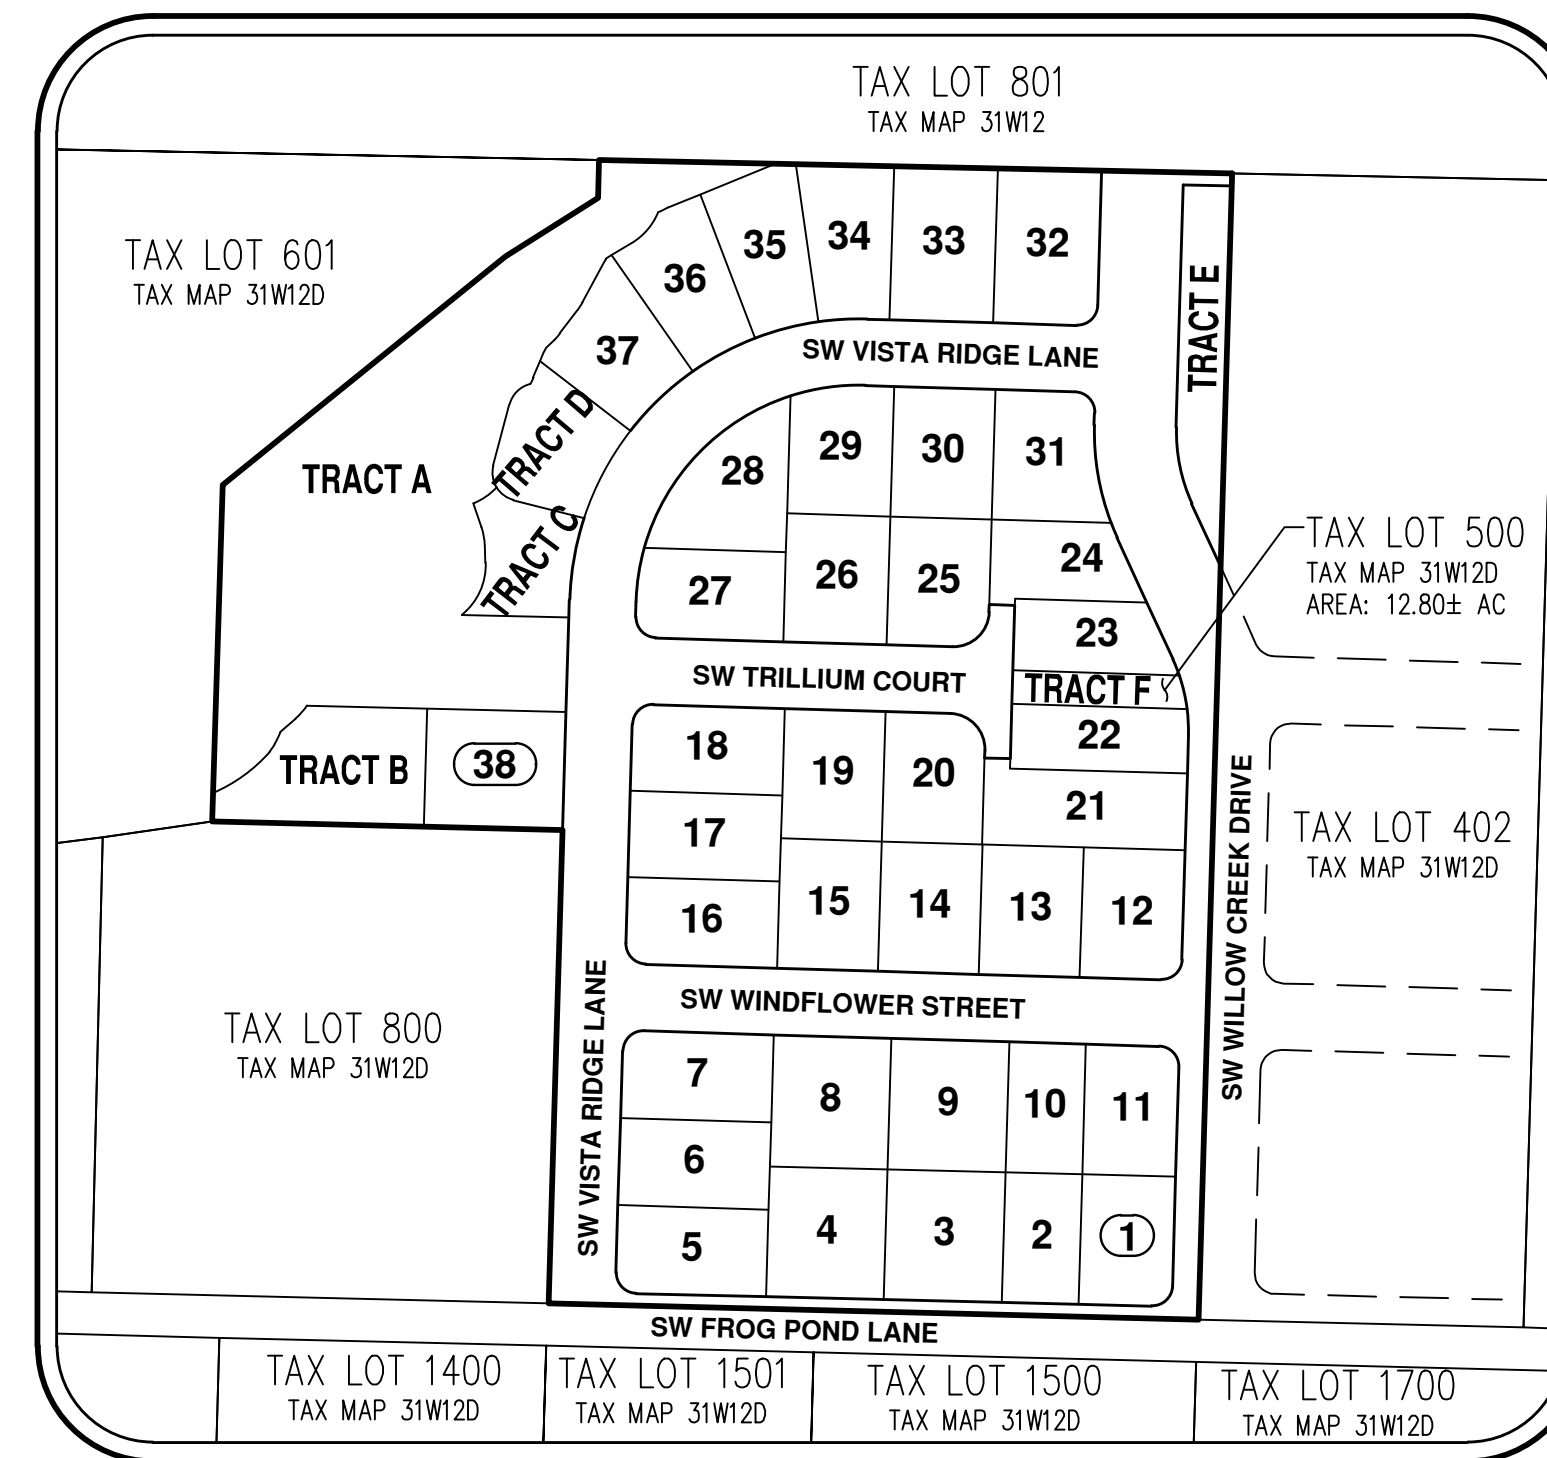 TAX LOT 801
TAX MAP 31W12
TAX LOT 601
TAX MAP 31W12D
35
34
33
32
36
37
TRACT E
SW VISTA RIDGE LANE
TRACT D
TRACT A
TRACT C
28
29
30
31
TAX LOT 500
TAX MAP 31W12D
AREA: 12.80± AC
27
26
25
24
23
SW TRILLIUM COURT
TRACT F
22
TRACT B
38
18
19
20
21
17
16
15
14
13
12
SW WILLOW CREEK DRIVE
TAX LOT 402
TAX MAP 31W12D
SW WINDFLOWER STREET
SW VISTA RIDGE LANE
TAX LOT 800
TAX MAP 31W12D
7
8
9
10
11
6
5
4
3
2
1
SW FROG POND LANE
TAX LOT 1400
TAX MAP 31W12D
TAX LOT 1501
TAX MAP 31W12D
TAX LOT 1500
TAX MAP 31W12D
TAX LOT 1700
TAX MAP 31W12D